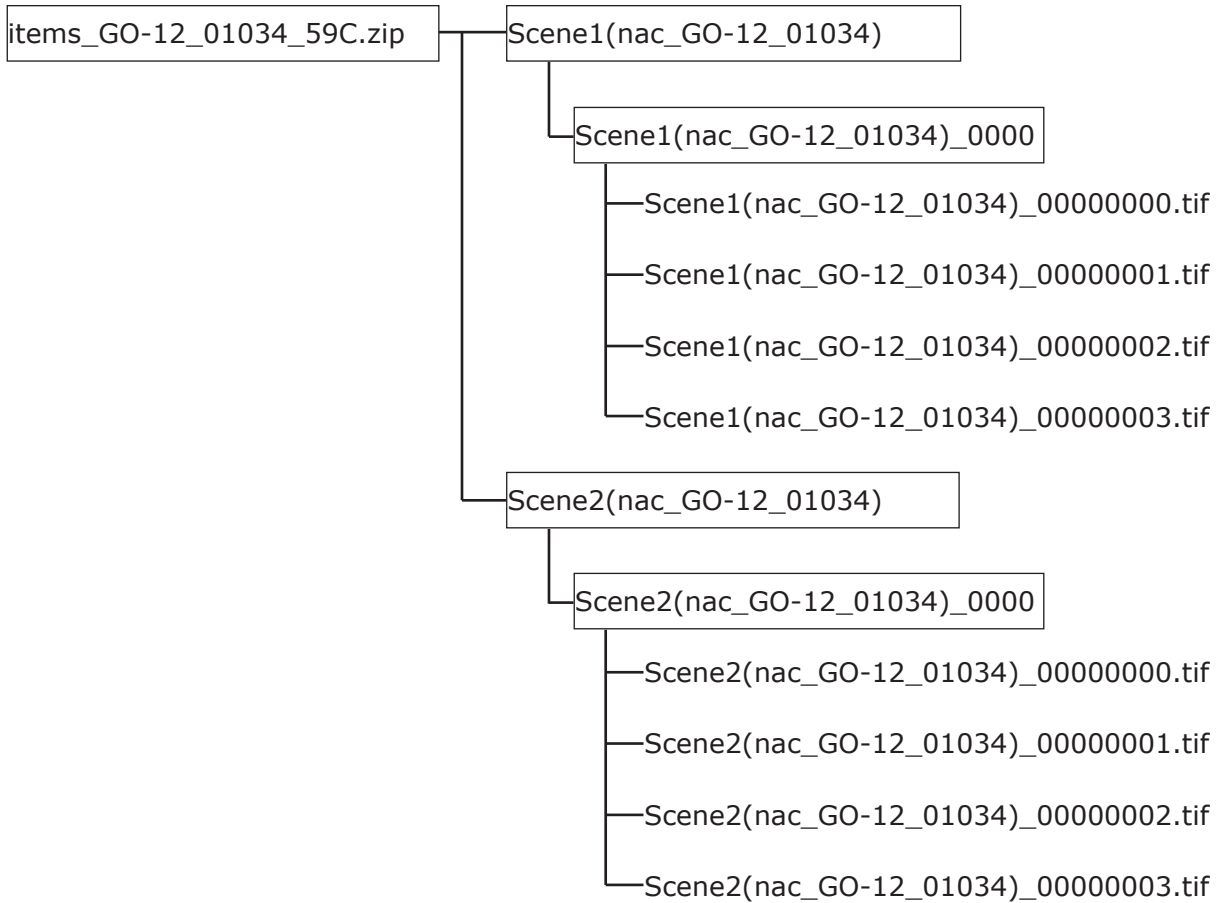 items_GO-12_01034_59C.zip
Scene1(nac_GO-12_01034)
Scene1(nac_GO-12_01034)_0000
Scene1(nac_GO-12_01034)_00000000.tif
Scene1(nac_GO-12_01034)_00000001.tif
Scene1(nac_GO-12_01034)_00000002.tif
Scene1(nac_GO-12_01034)_00000003.tif
Scene2(nac_GO-12_01034)
Scene2(nac_GO-12_01034)_0000
Scene2(nac_GO-12_01034)_00000000.tif
Scene2(nac_GO-12_01034)_00000001.tif
Scene2(nac_GO-12_01034)_00000002.tif
Scene2(nac_GO-12_01034)_00000003.tif